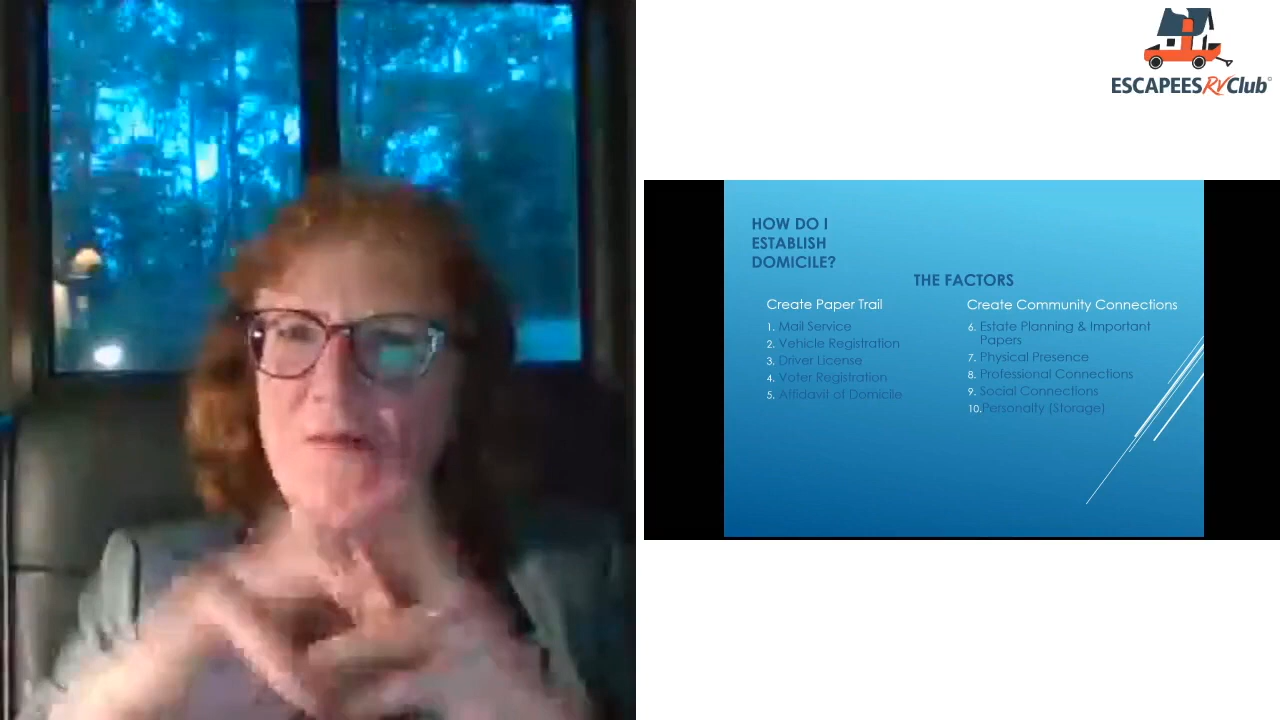 ESCAPEES RV Club
HOW DO I
ESTABLISH
DOMICILE?
THE FACTORS
Create Paper Trail
1. Mail Service
2. Vehicle Registration
3. Driver License
4. Voter Registration
5. Affidavit of Domicile
Create Community Connections
6. Estate Planning & Important
Papers
7. Physical Presence
8. Professional Connections
9. Social Connections
10. Personalty (Storage)